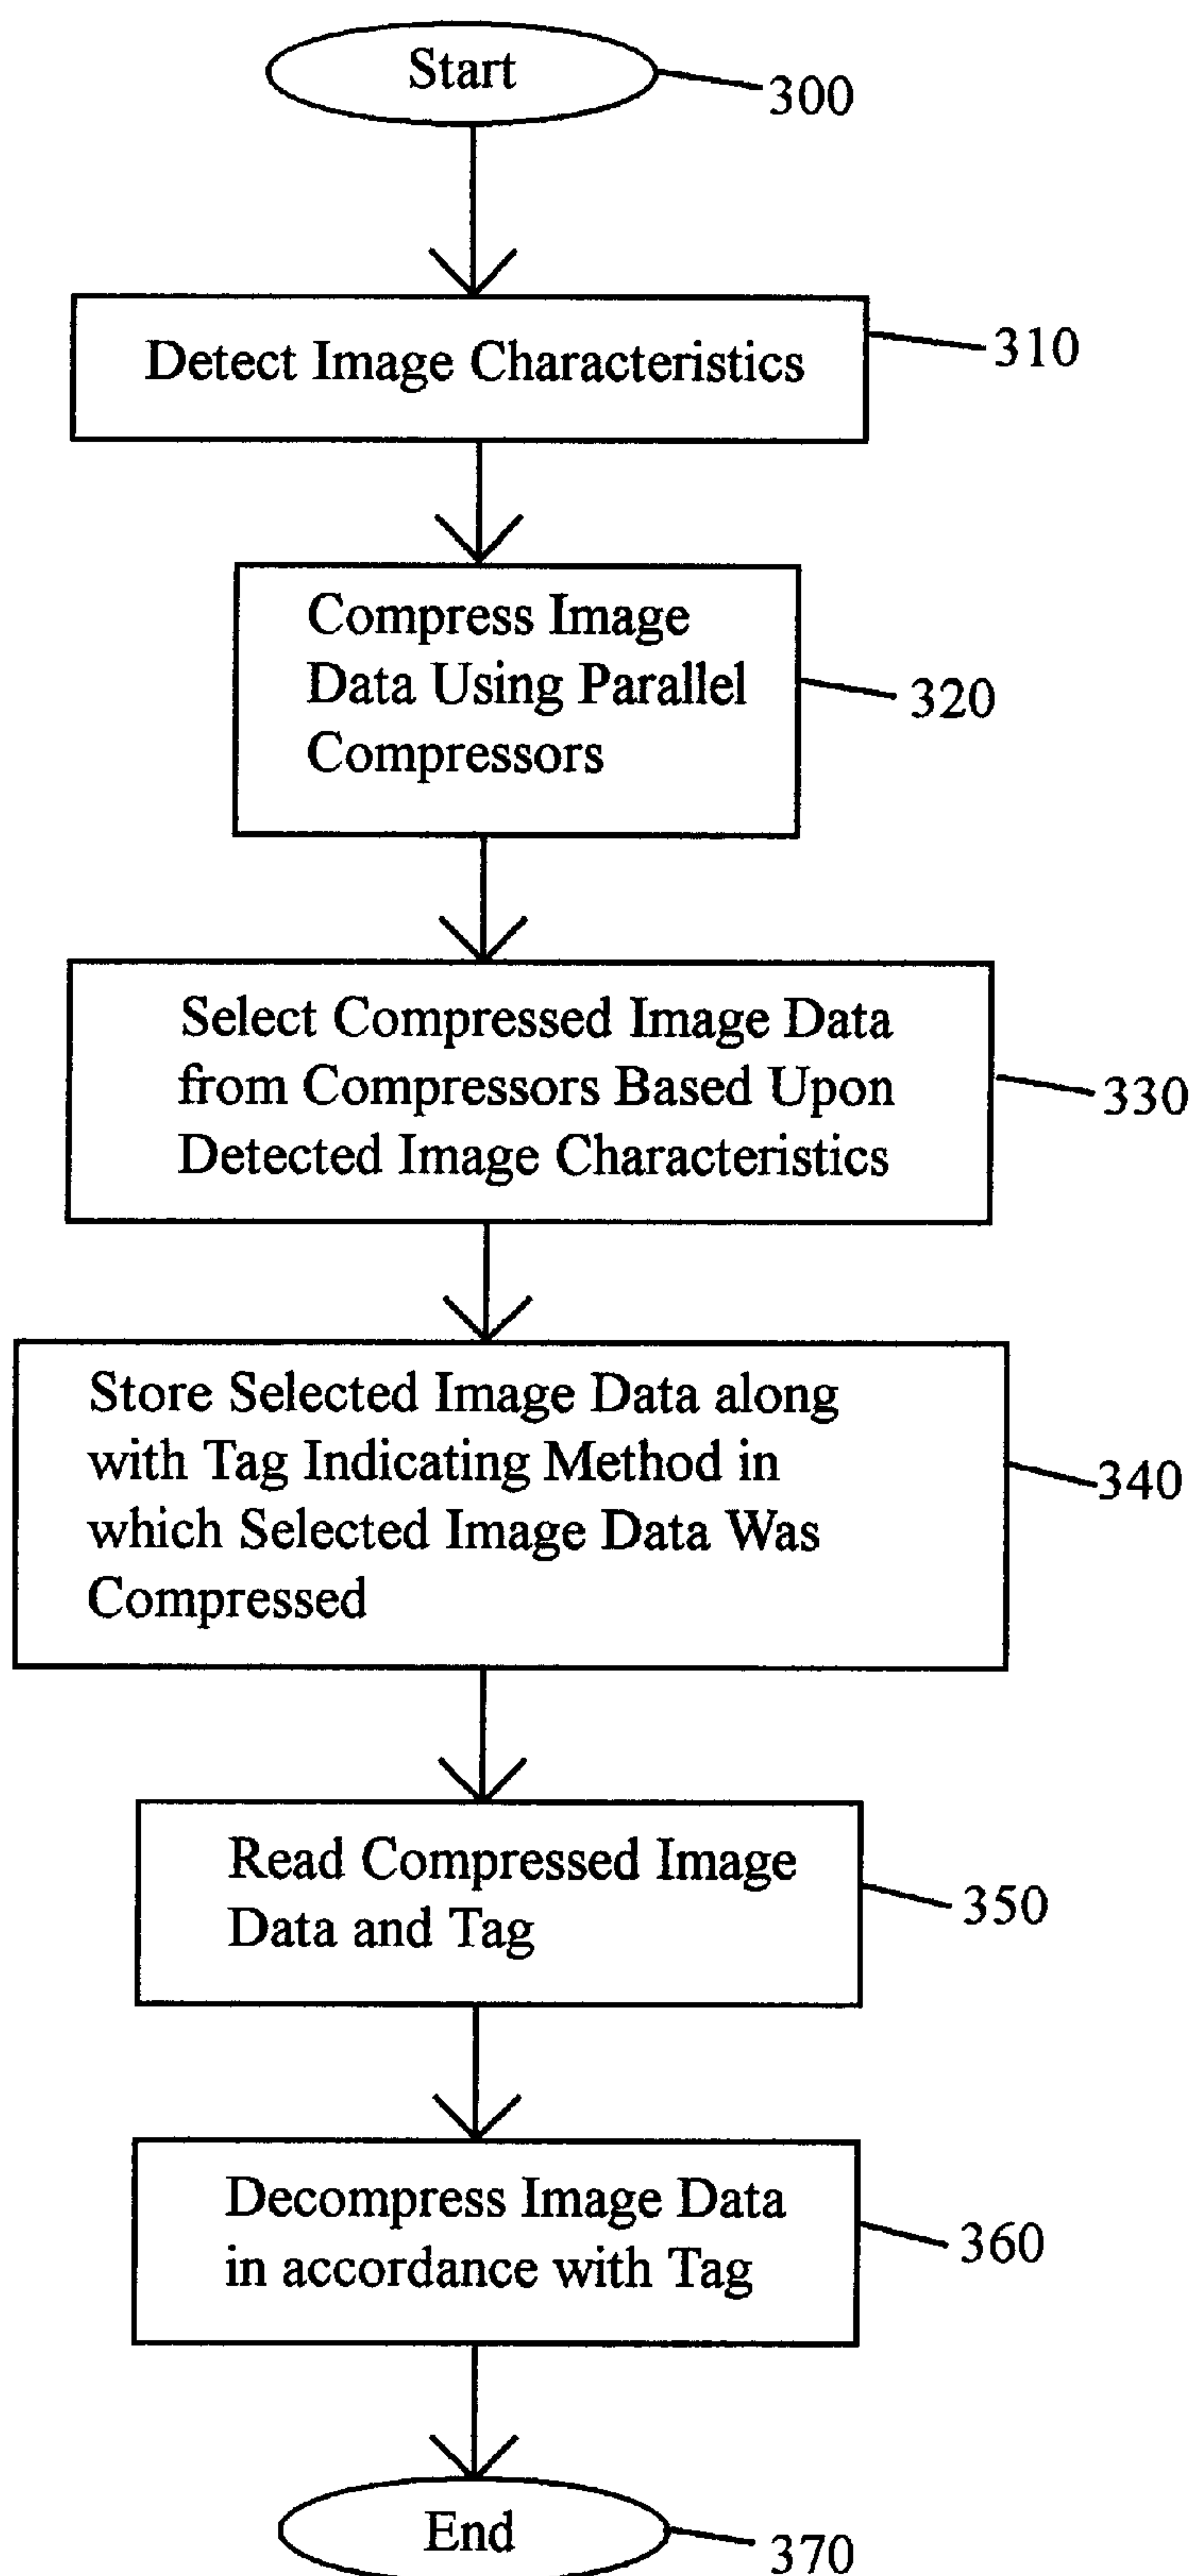 Start
300
Detect Image Characteristics
310
Compress Image
Data Using Parallel
Compressors
320
Select Compressed Image Data
from Compressors Based Upon
Detected Image Characteristics
330
Store Selected Image Data along
with Tag Indicating Method in
which Selected Image Data Was
Compressed
340
Read Compressed Image
Data and Tag
350
Decompress Image Data
in accordance with Tag
360
End
370